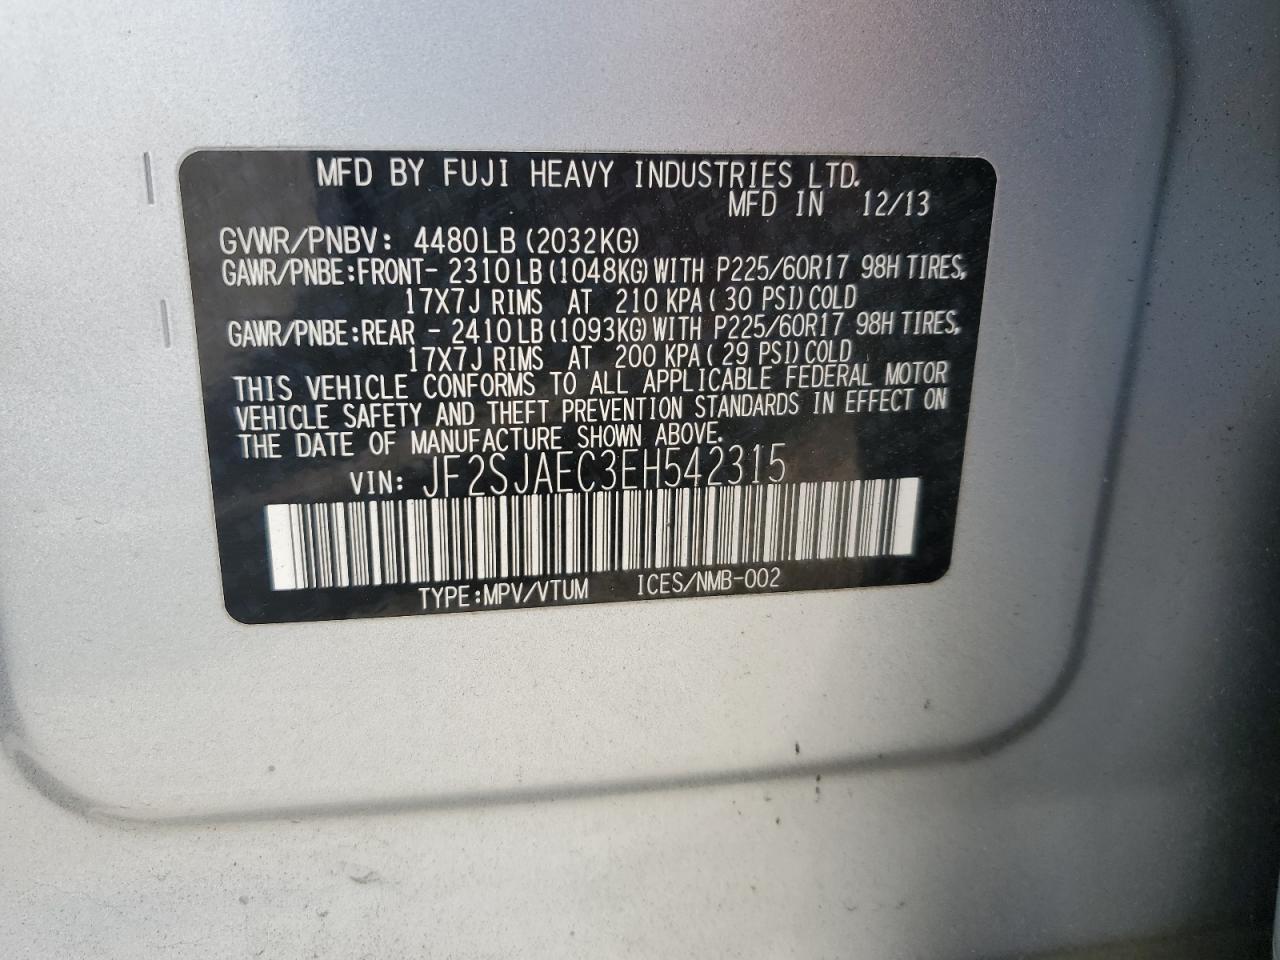 MFD BY FUJI HEAVY INDUSTRIES LTD.
MFD IN 12/13
GVWR/PNBV: 4480LB(2032KG)
GAWR/PNBE:FRONT- 2310LB(1048KG)WITH P225/60R17 98H TIRES,
17X7J RIMS AT 210 KPA( 30 PSI)COLD
GAWR/PNBE:REAR - 2410LB(1093KG)WITH P225/60R17 98H TIRES,
17X7J RIMS AT 200 KPA( 29 PSI)COLD
THIS VEHICLE CONFORMS TO ALL APPLICABLE FEDERAL MOTOR
VEHICLE SAFETY AND THEFT PREVENTION STANDARDS IN EFFECT ON
THE DATE OF MANUFACTURE SHOWN ABOVE.
VIN: JF2SJAEC3EH542315
TYPE:MPV/VTUM ICES/NMB-002